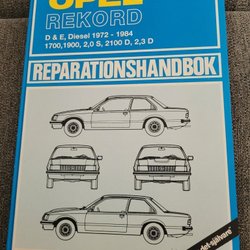 OPEL
REKORD
D & E, Diesel 1972 - 1984
1700,1900, 2,0 S, 2100 D, 2,3 D
REPARATIONSHANDBOK